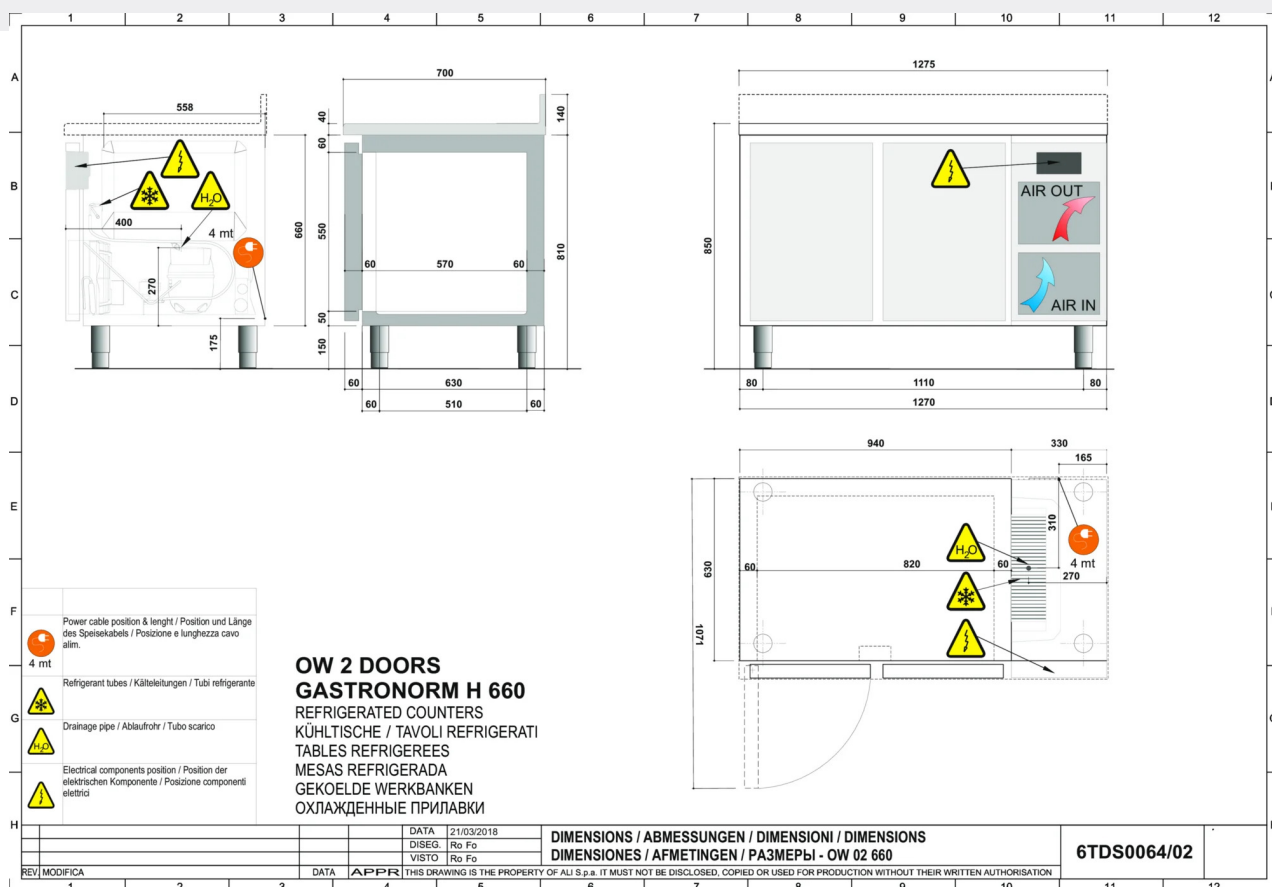 1 2 3 4 5 6 7 8 9 10 11 12
A
B
C
D
E
F
G
H
558
400
4 mt
270
175
660
H2O
700
40
60
140
550
60 570 60
810
50
150
60 630
60 510 60
1275
850
AIR OUT
AIR IN
80 1110 80
1270
940 330
165
310
H2O
4 mt
60 820 60 270
630
1071
Power cable position & lenght / Position und Länge
des Speisekabels / Posizione e lunghezza cavo
alim.
4 mt
Refrigerant tubes / Kälteleitungen / Tubi refrigerante
Drainage pipe / Ablaufrohr / Tubo scarico
H2O
Electrical components position / Position der
elektrischen Komponente / Posizione componenti
elettrici
OW 2 DOORS
GASTRONORM H 660
REFRIGERATED COUNTERS
KÜHLTISCHE / TAVOLI REFRIGERATI
TABLES REFRIGEREES
MESAS REFRIGERADA
GEKOELDE WERKBANKEN
ОХЛАЖДЕННЫЕ ПРИЛАВКИ
DATA 21/03/2018
DISEG. Ro Fo
VISTO Ro Fo
DIMENSIONS / ABMESSUNGEN / DIMENSIONI / DIMENSIONS
DIMENSIONES / AFMETINGEN / РАЗМЕРЫ - OW 02 660
6TDS0064/02
REV. MODIFICA DATA APPR THIS DRAWING IS THE PROPERTY OF ALI S.p.a. IT MUST NOT BE DISCLOSED, COPIED OR USED FOR PRODUCTION WITHOUT THEIR WRITTEN AUTHORISATION
1 2 3 4 5 6 7 8 9 10 11 12